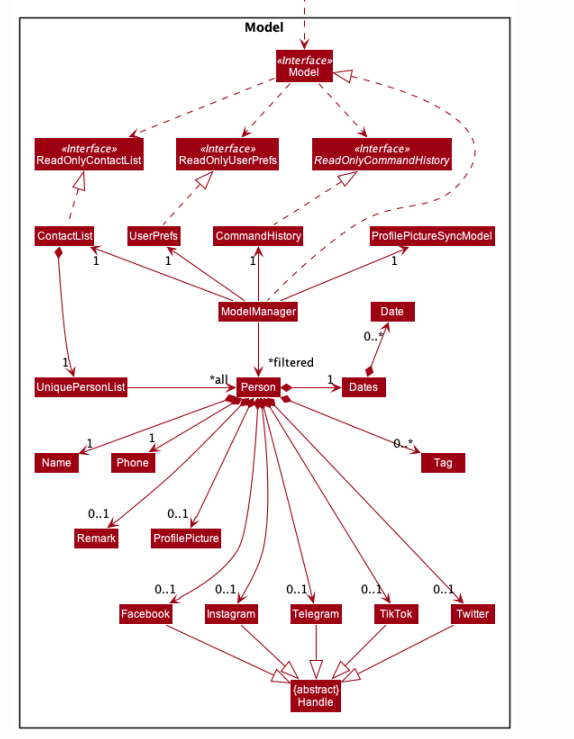 Model
«Interface»
Model
«Interface»
ReadOnlyContactList
«Interface»
ReadOnlyUserPrefs
«Interface»
ReadOnlyCommandHistory
ContactList
UserPrefs
CommandHistory
ProfilePictureSyncModel
1
1
1
1
ModelManager
Date
0..*
1
*filtered
*all
1
UniquePersonList
Person
Dates
1
1
0..*
Name
Phone
Tag
0..1
0..1
Remark
ProfilePicture
0..1
0..1
0..1
0..1
0..1
Facebook
Instagram
Telegram
TikTok
Twitter
{abstract}
Handle